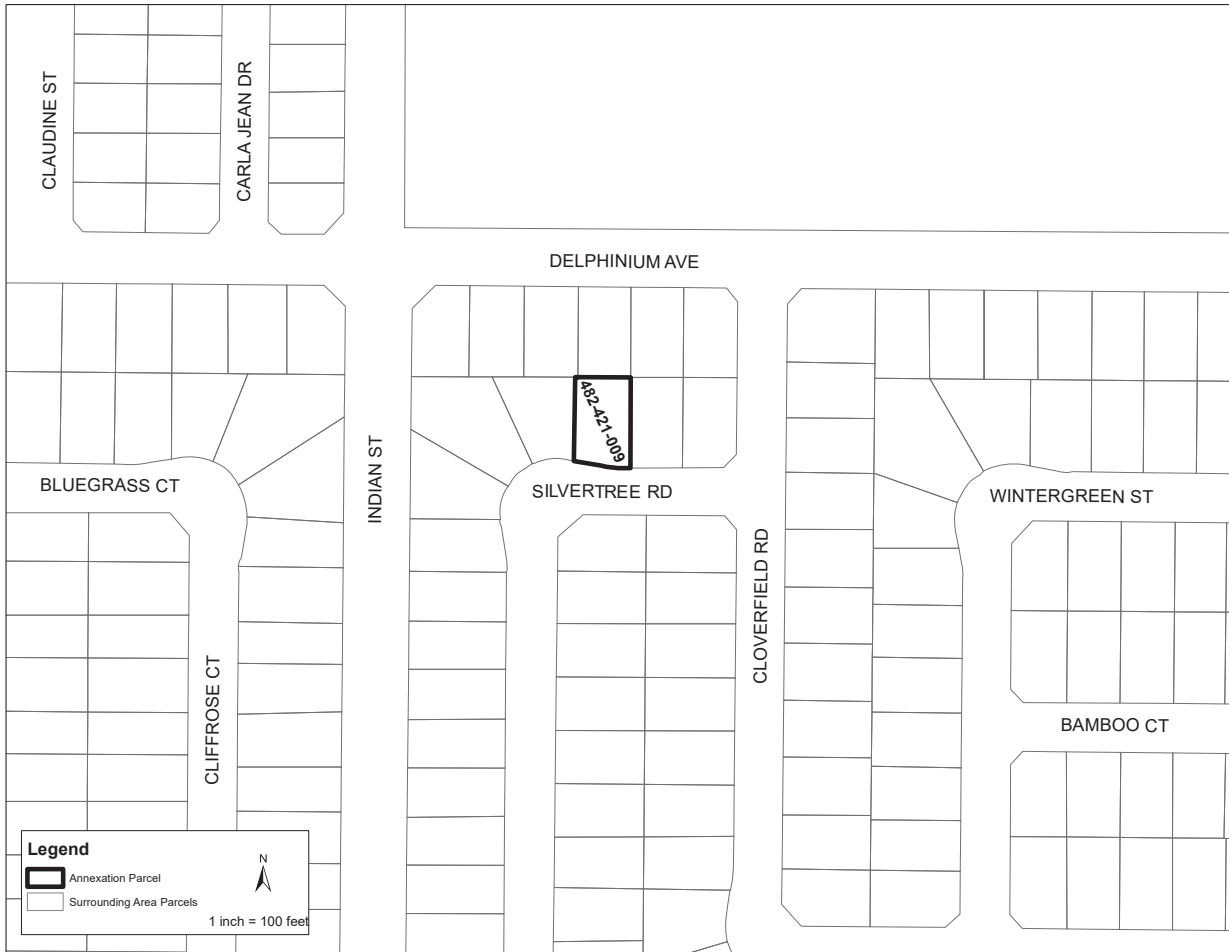 CLAUDINE ST
CARLA JEAN DR
DELPHINIUM AVE
482-421-009
INDIAN ST
BLUEGRASS CT
SILVERTREE RD
WINTERGREEN ST
CLOVERFIELD RD
CLIFFROSE CT
BAMBOO CT
Legend
N
Annexation Parcel
Surrounding Area Parcels
1 inch = 100 feet